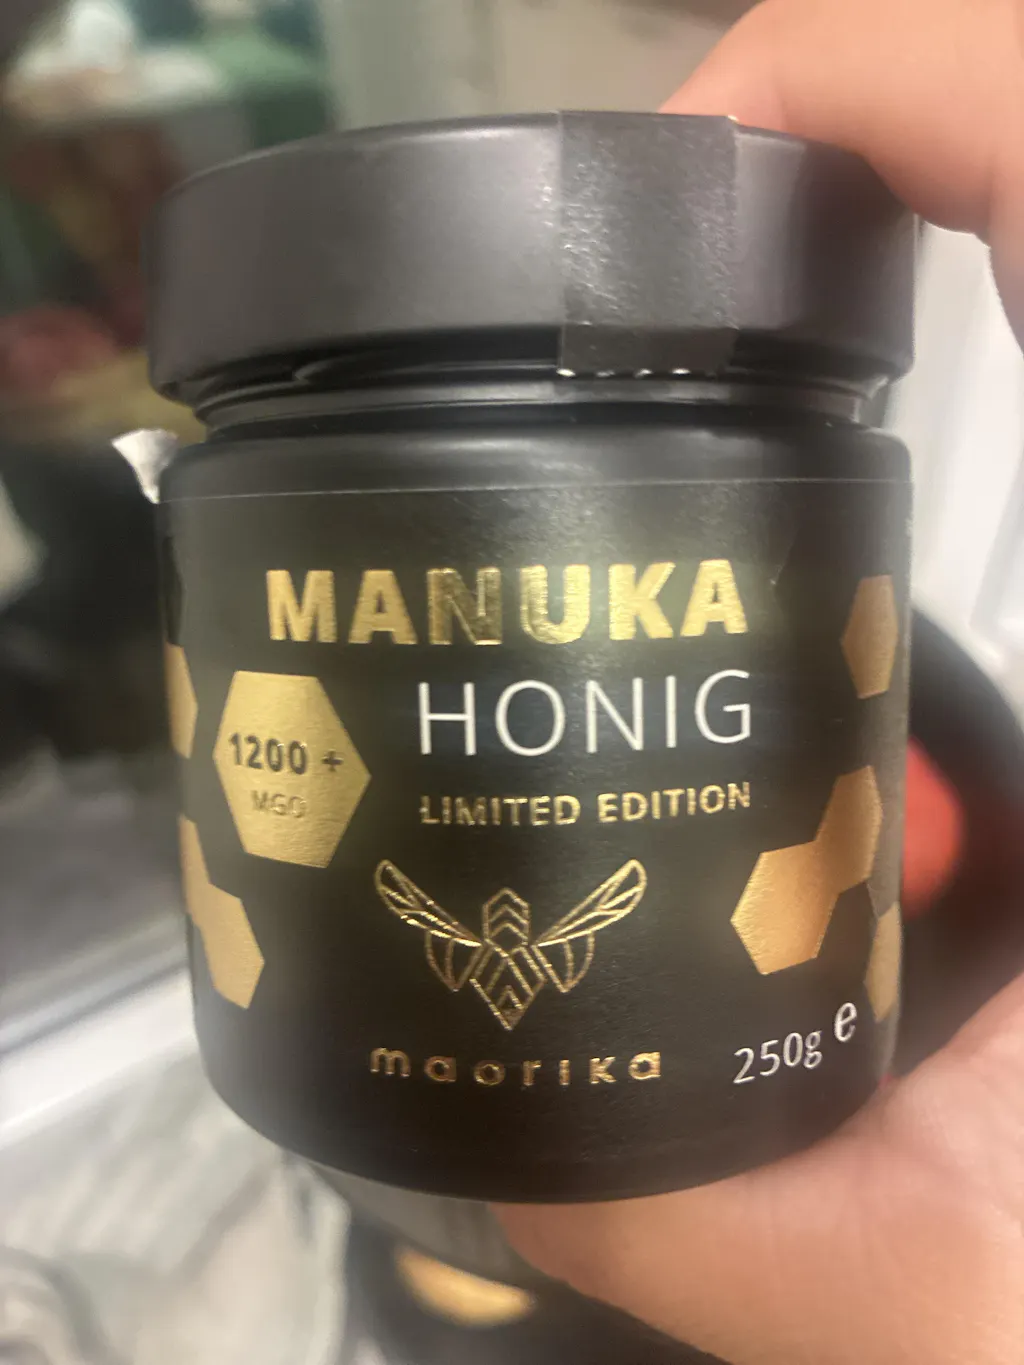 MANUKA
HONIG
1200 +
MGO
LIMITED EDITION
maorika
250g e